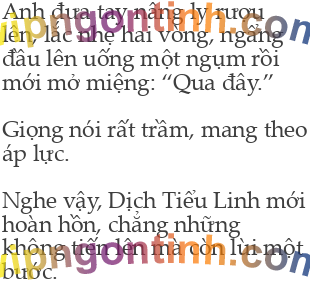 Anh đưa tay nâng ly rượu
lên, lắc nhẹ hai vòng, ngẩng
đầu lên uống một ngụm rồi
mới mở miệng: “Qua đây.”
Giọng nói rất trầm, mang theo
áp lực.
Nghe vậy, Dịch Tiểu Linh mới
hoàn hồn, chẳng những
không tiến lên mà còn lùi một
bước.
vipngontinh.com
vipngontinh.com